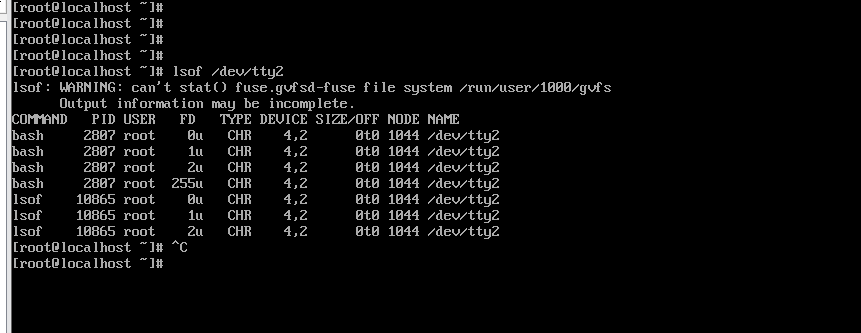 [root@localhost ~]#
[root@localhost ~]#
[root@localhost ~]#
[root@localhost ~]#
[root@localhost ~]# lsof /dev/tty2
lsof: WARNING: can't stat() fuse.gvfsd-fuse file system /run/user/1000/gvfs
      Output information may be incomplete.
COMMAND   PID USER   FD   TYPE DEVICE SIZE/OFF NODE NAME
bash     2807 root    0u   CHR    4,2      0t0 1044 /dev/tty2
bash     2807 root    1u   CHR    4,2      0t0 1044 /dev/tty2
bash     2807 root    2u   CHR    4,2      0t0 1044 /dev/tty2
bash     2807 root  255u   CHR    4,2      0t0 1044 /dev/tty2
lsof    10865 root    0u   CHR    4,2      0t0 1044 /dev/tty2
lsof    10865 root    1u   CHR    4,2      0t0 1044 /dev/tty2
lsof    10865 root    2u   CHR    4,2      0t0 1044 /dev/tty2
[root@localhost ~]# ^C
[root@localhost ~]#